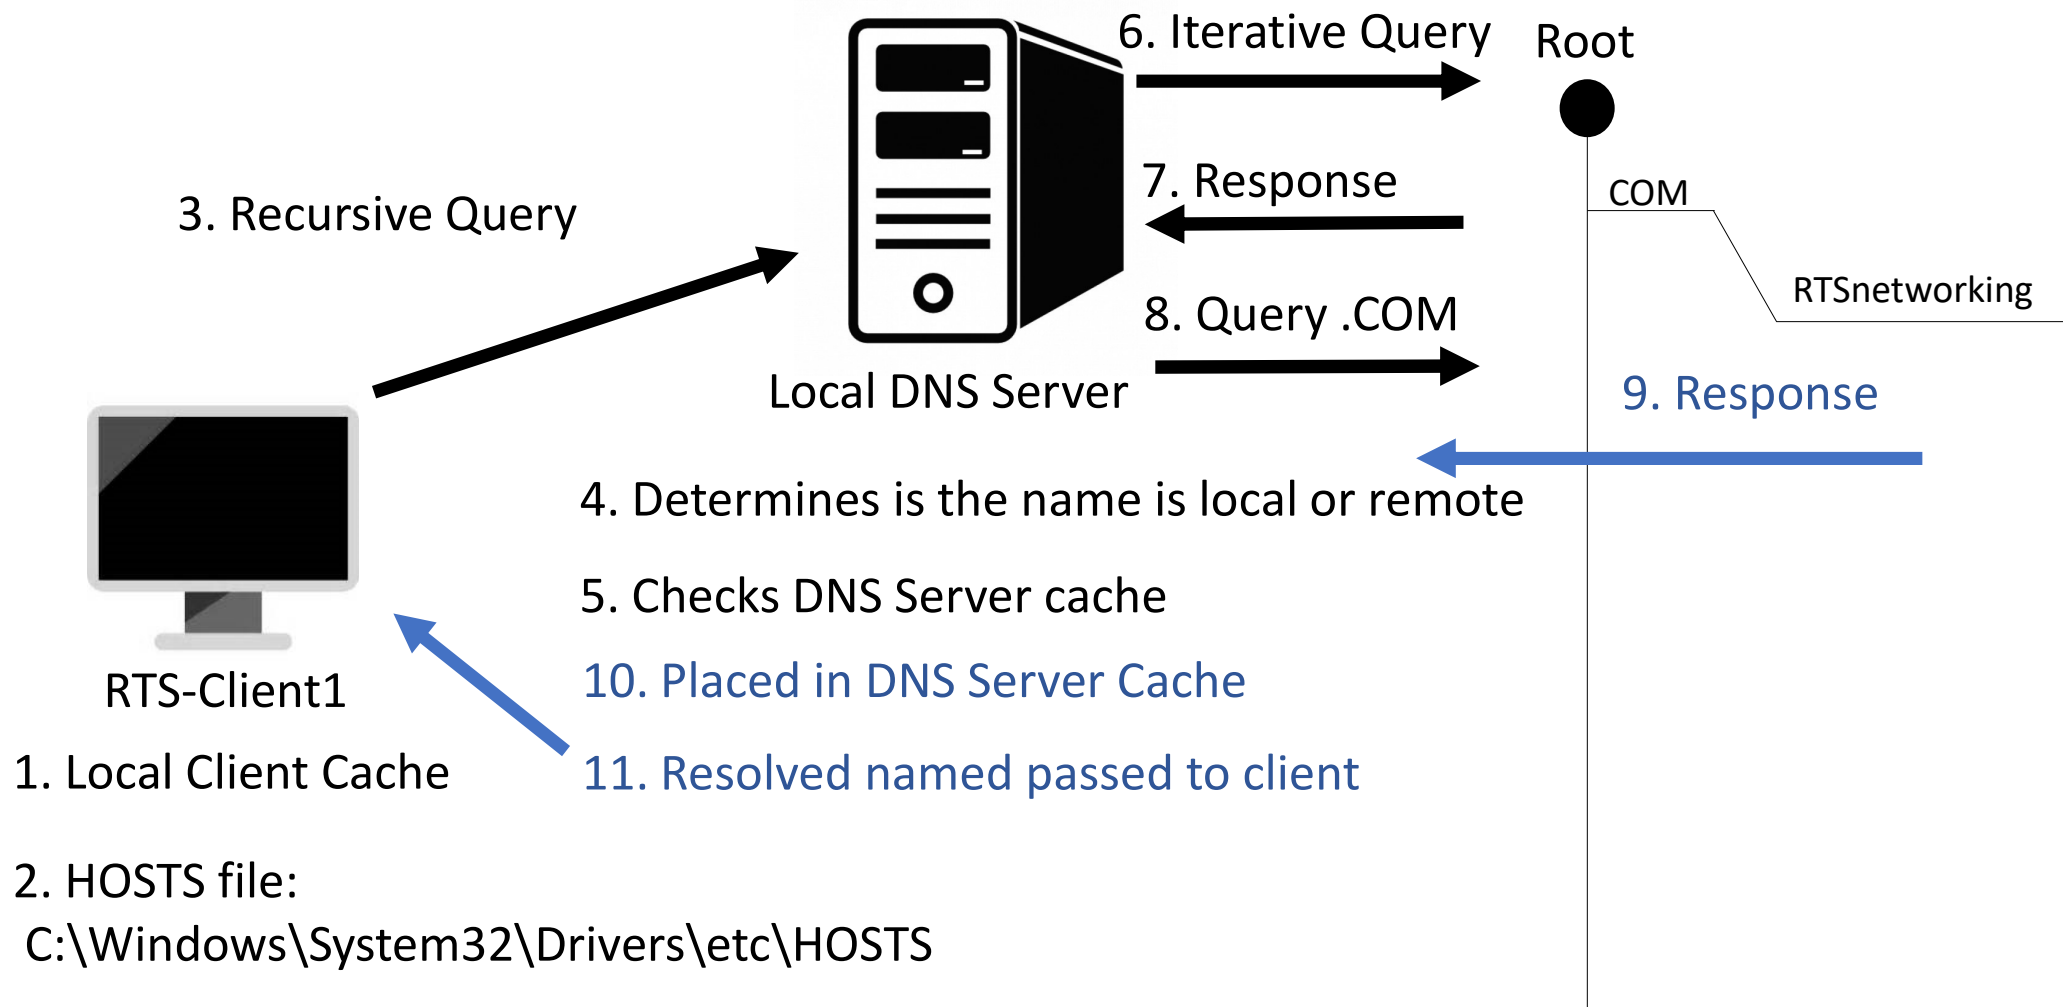 6. Iterative Query
Root
7. Response
COM
3. Recursive Query
RTSnetworking
8. Query .COM
Local DNS Server
9. Response
4. Determines is the name is local or remote
5. Checks DNS Server cache
10. Placed in DNS Server Cache
RTS-Client1
1. Local Client Cache
11. Resolved named passed to client
2. HOSTS file:
C:\Windows\System32\Drivers\etc\HOSTS